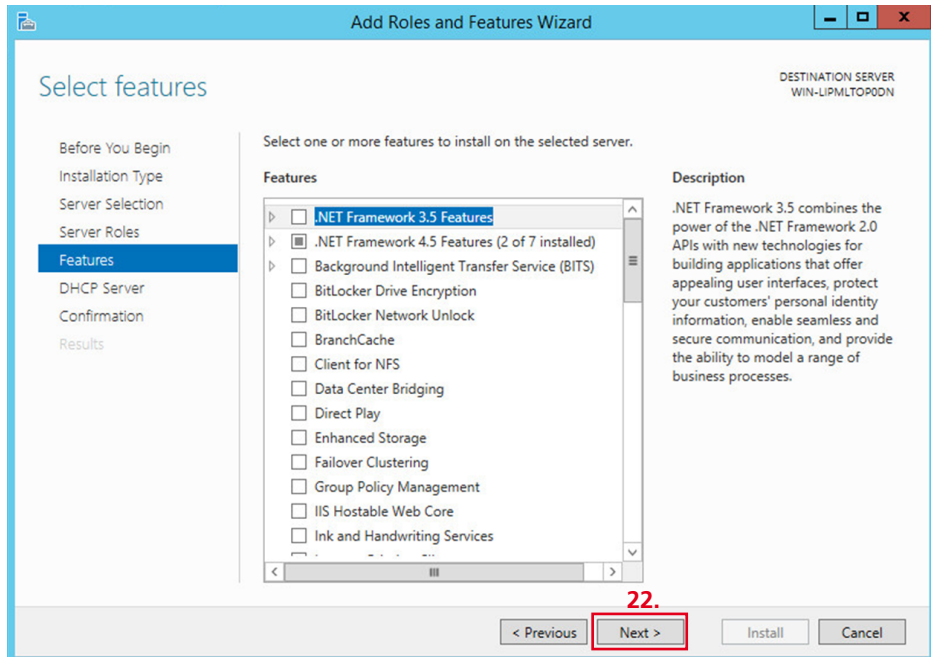 Add Roles and Features Wizard
Select features
DESTINATION SERVER
WIN-LIPMLTOP0DN
Before You Begin
Installation Type
Server Selection
Server Roles
Features
DHCP Server
Confirmation
Results
Select one or more features to install on the selected server.
Features
.NET Framework 3.5 Features
.NET Framework 4.5 Features (2 of 7 installed)
Background Intelligent Transfer Service (BITS)
BitLocker Drive Encryption
BitLocker Network Unlock
BranchCache
Client for NFS
Data Center Bridging
Direct Play
Enhanced Storage
Failover Clustering
Group Policy Management
IIS Hostable Web Core
Ink and Handwriting Services
Description
.NET Framework 3.5 combines the
power of the .NET Framework 2.0
APIs with new technologies for
building applications that offer
appealing user interfaces, protect
your customers' personal identity
information, enable seamless and
secure communication, and provide
the ability to model a range of
business processes.
22.
< Previous
Next >
Install
Cancel